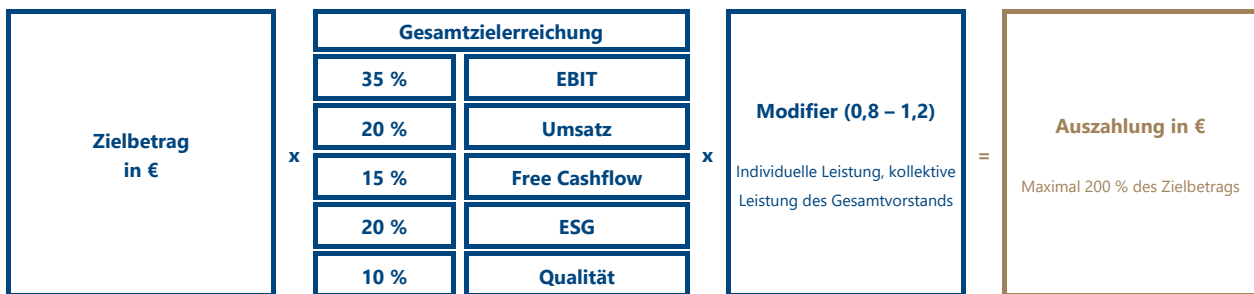 Zielbetrag
in €
x
Gesamtzielerreichung
35 %
EBIT
20 %
Umsatz
15 %
Free Cashflow
20 %
ESG
10 %
Qualität
x
Modifier (0,8 – 1,2)
Individuelle Leistung, kollektive
Leistung des Gesamtvorstands
=
Auszahlung in €
Maximal 200 % des Zielbetrags